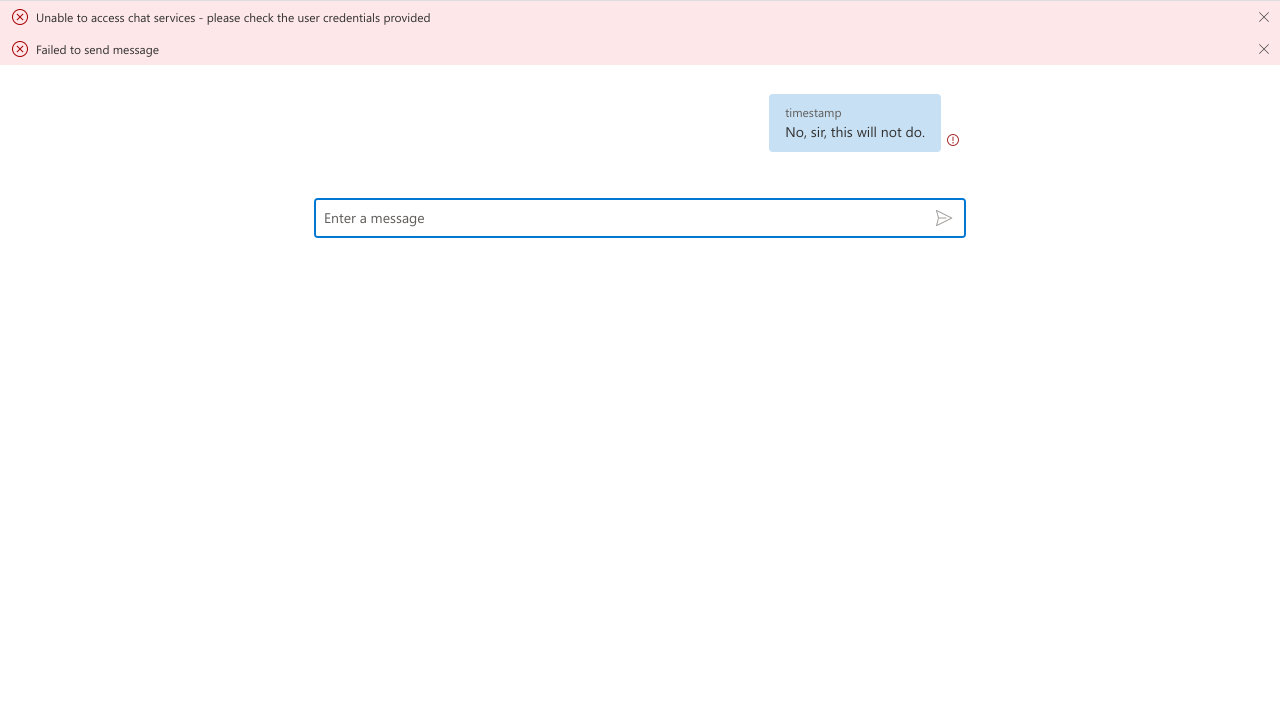 Unable to access chat services - please check the user credentials provided
Failed to send message
timestamp
No, sir, this will not do.
Enter a message